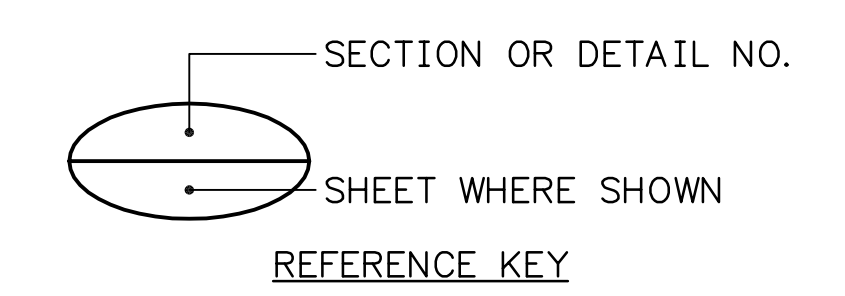 SECTION OR DETAIL NO.
SHEET WHERE SHOWN
REFERENCE KEY